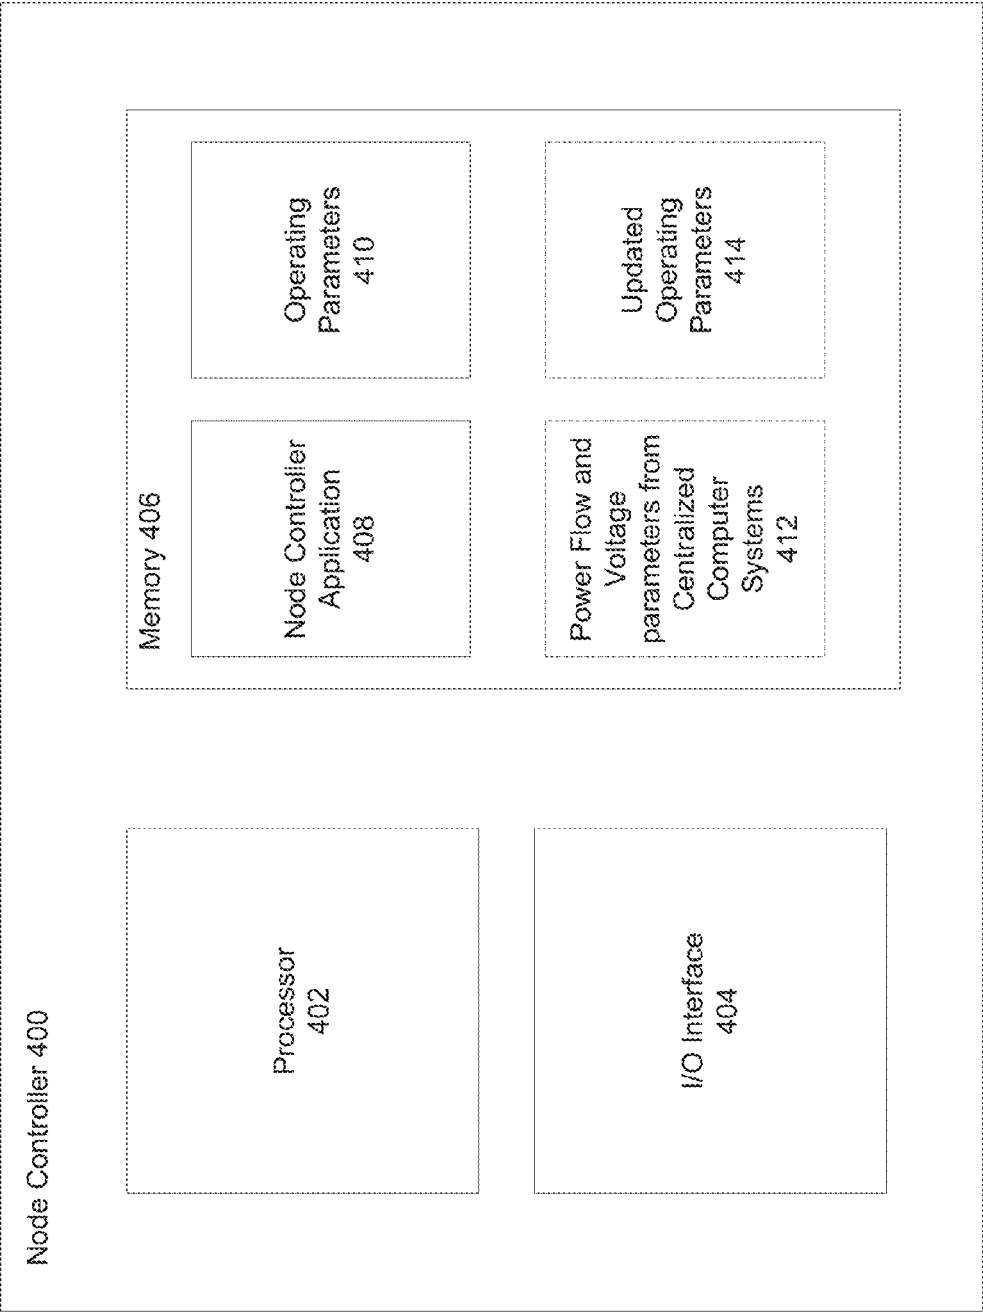 Node Controller 400
Processor
402
I/O Interface
404
Memory 406
Node Controller
Application
408
Operating
Parameters
410
Power Flow and
Voltage
parameters from
Centralized
Computer
Systems
412
Updated
Operating
Parameters
414